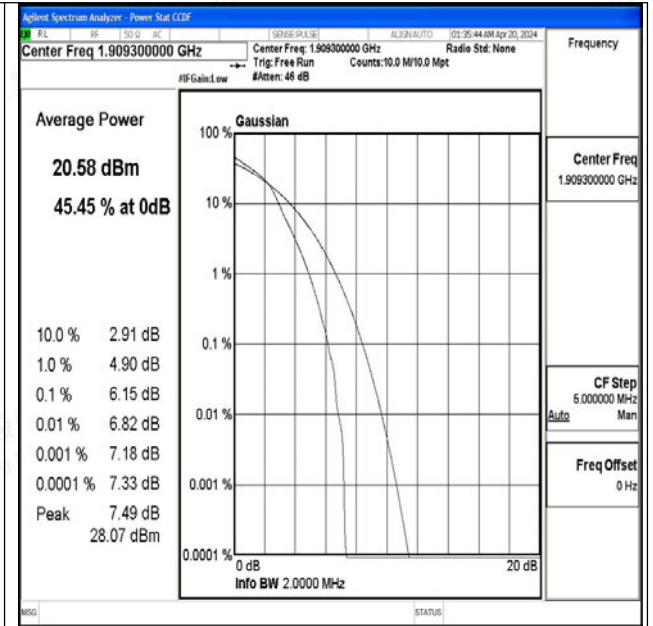 Agilent Spectrum Analyzer - Power Stat CCDF
RL RF 50 Ω AC SENSE:PULSE ALIGNAUTO 01:35:44 AM Apr 20, 2024
Center Freq 1.909300000 GHz
Center Freq: 1.909300000 GHz Radio Std: None
Trig: Free Run Counts:10.0 M/10.0 Mpt
#IFGain:Low #Atten: 46 dB
Frequency
Average Power
20.58 dBm
45.45 % at 0dB
10.0 % 2.91 dB
1.0 % 4.90 dB
0.1 % 6.15 dB
0.01 % 6.82 dB
0.001 % 7.18 dB
0.0001 % 7.33 dB
Peak 7.49 dB
28.07 dBm
Gaussian
100 %
10 %
1 %
0.1 %
0.01 %
0.001 %
0.0001 %
0 dB 20 dB
Info BW 2.0000 MHz
Center Freq
1.909300000 GHz
CF Step
5.000000 MHz
Auto Man
Freq Offset
0 Hz
MSG STATUS